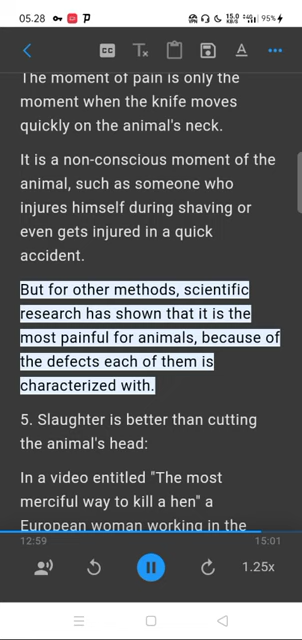 05.28
15.0
KB/S
95%
The moment of pain is only the
moment when the knife moves
quickly on the animal's neck.
It is a non-conscious moment of the
animal, such as someone who
injures himself during shaving or
even gets injured in a quick
accident.
But for other methods, scientific
research has shown that it is the
most painful for animals, because of
the defects each of them is
characterized with.
5. Slaughter is better than cutting
the animal's head:
In a video entitled "The most
merciful way to kill a hen" a
European woman working in the
12:59 15:01
1.25x